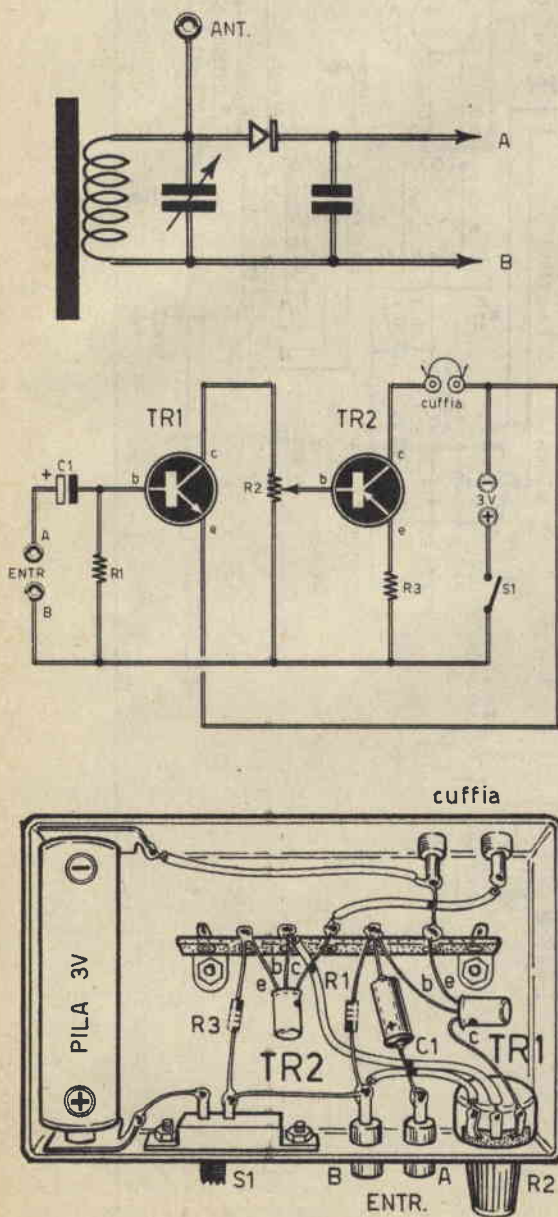 ANT.
A
B
TR1
TR2
cuffia
+
C1
b
c
e
R2
b
c
e
3V
A
ENTR
B
R1
R3
S1
cuffia
PILA 3V
R3
e
b
c
TR2
R1
C1
+
b
e
c
TR1
S1
B
A
ENTR.
R2